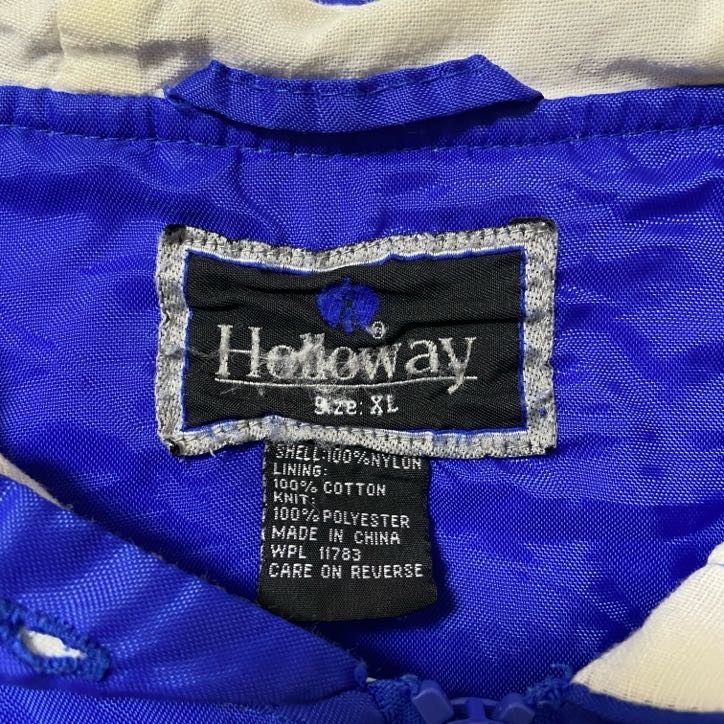 ®
Holloway
Size: XL
SHELL:100%NYLON
LINING:
100% COTTON
KNIT:
100%POLYESTER
MADE IN CHINA
WPL 11783
CARE ON REVERSE